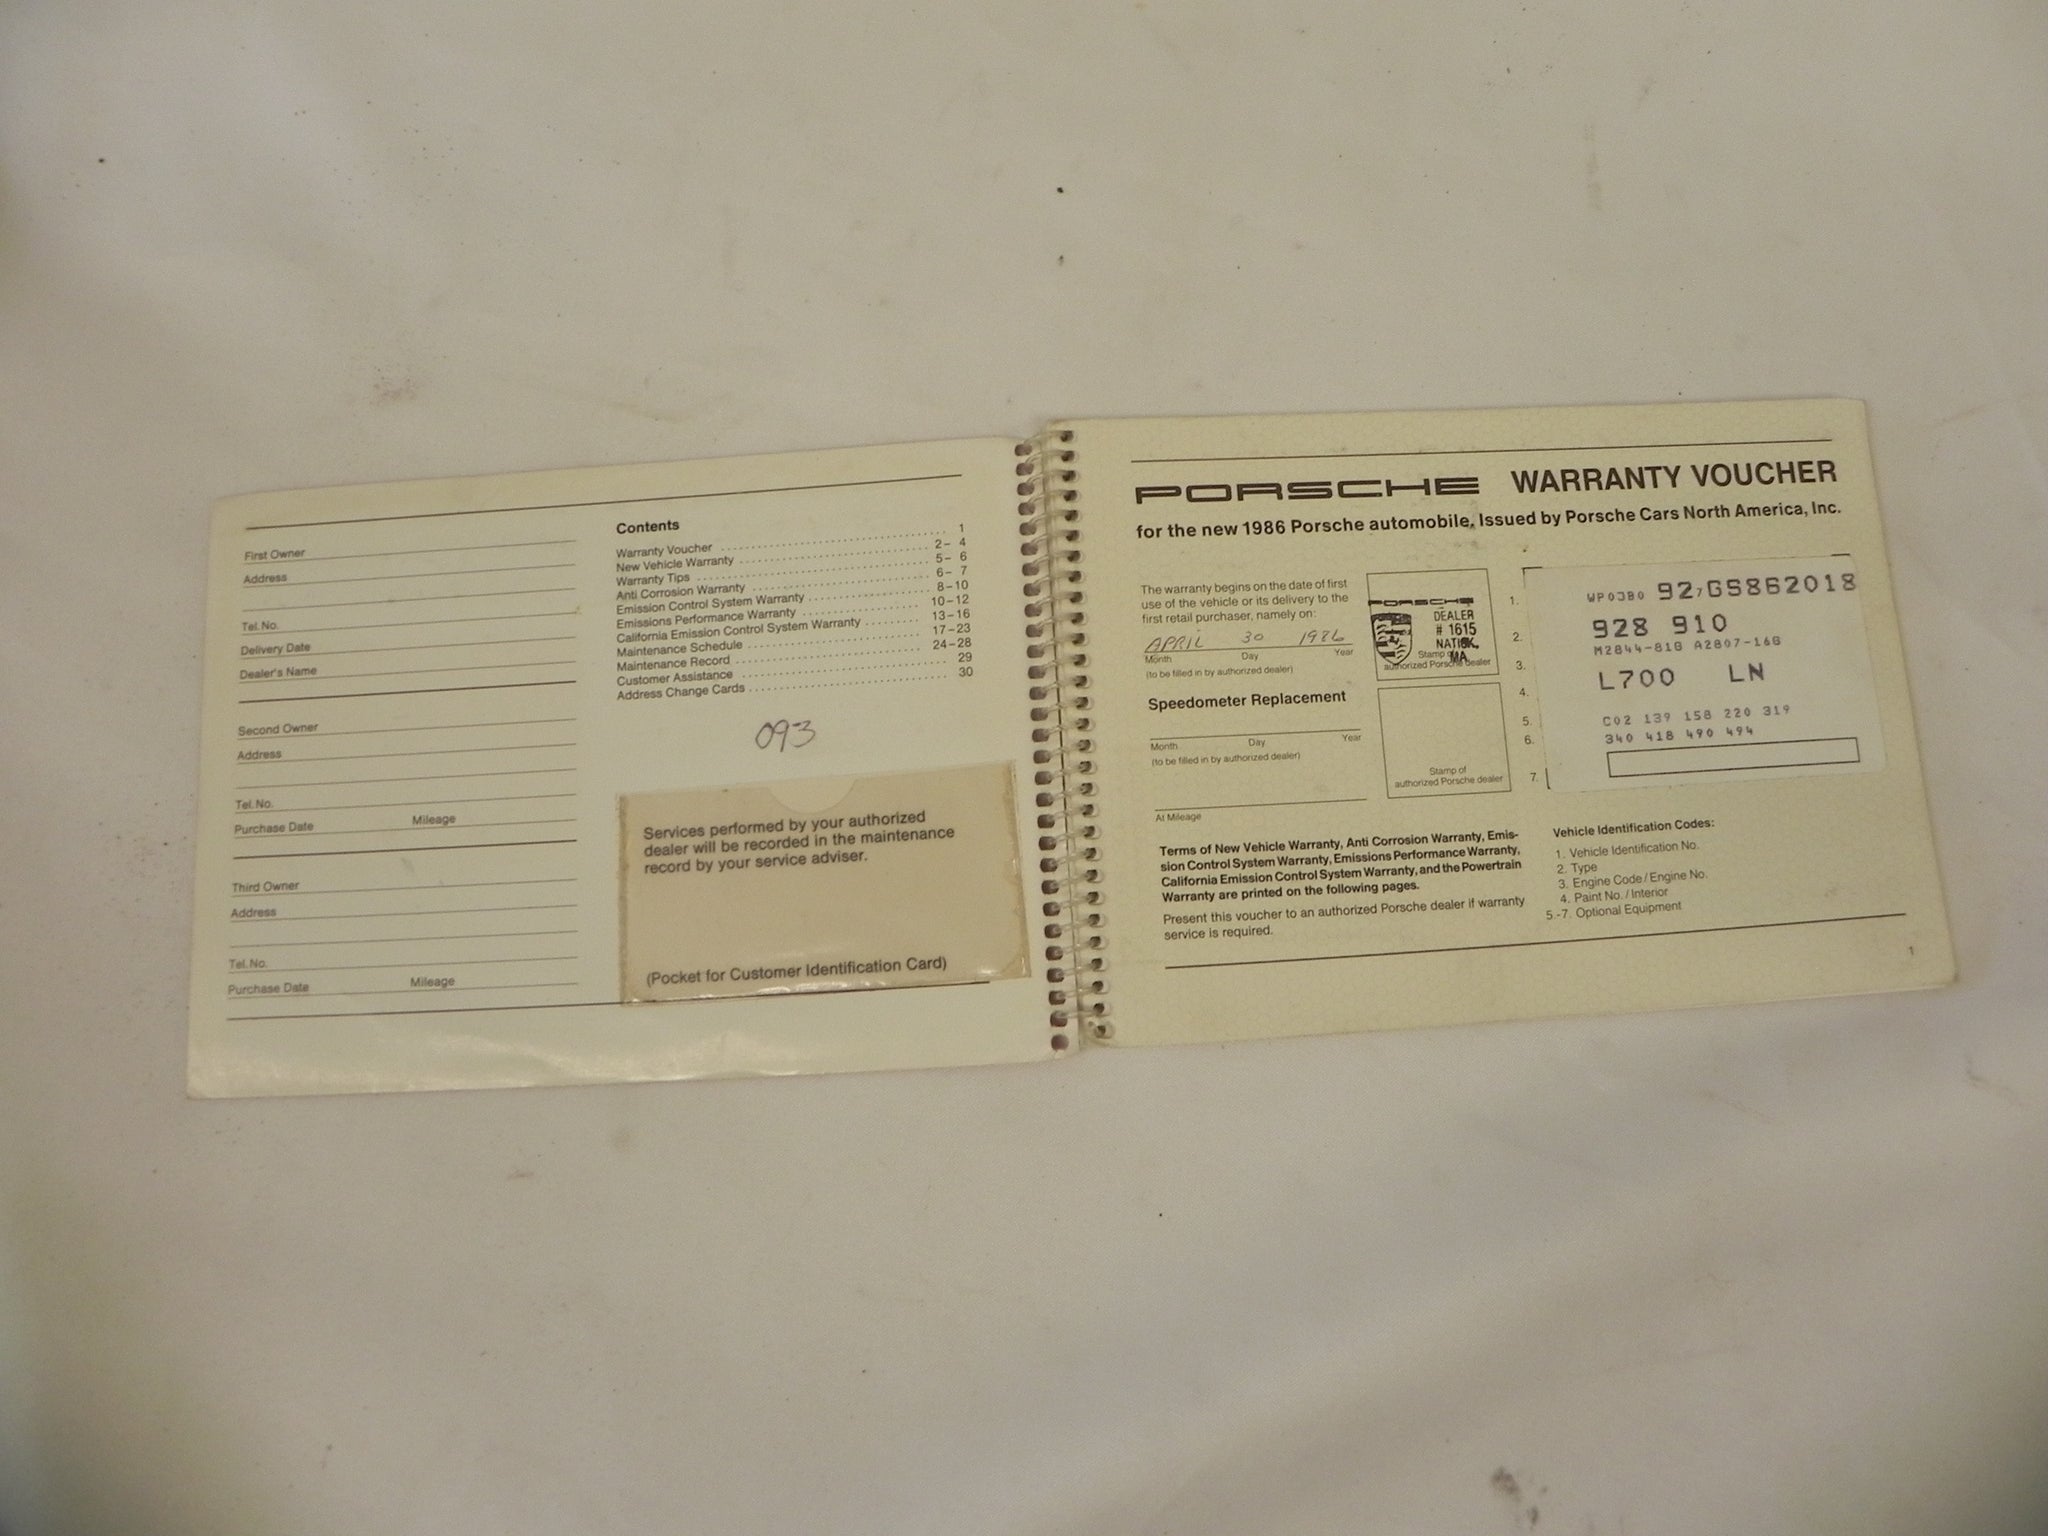 First Owner
Address
Tel. No.
Delivery Date
Dealer's Name
Second Owner
Address
Tel. No.
Purchase Date Mileage
Third Owner
Address
Tel. No.
Purchase Date Mileage
Contents
Warranty Voucher 1
New Vehicle Warranty 2- 4
Warranty Tips 5- 6
Anti Corrosion Warranty 6- 7
Emission Control System Warranty 8-10
Emissions Performance Warranty 10-12
California Emission Control System Warranty 13-16
Maintenance Schedule 17-23
Maintenance Record 24-28
Customer Assistance 29
Address Change Cards 30
093
Services performed by your authorized
dealer will be recorded in the maintenance
record by your service adviser.
(Pocket for Customer Identification Card)
PORSCHE WARRANTY VOUCHER
for the new 1986 Porsche automobile, Issued by Porsche Cars North America, Inc.
The warranty begins on the date of first
use of the vehicle or its delivery to the
first retail purchaser, namely on:
APRIL 30 1986
Month Day Year
(to be filled in by authorized dealer)
PORSCHE
DEALER
# 1615
NATICK,
MA
Stamp of
authorized Porsche dealer
Speedometer Replacement
Month Day Year
(to be filled in by authorized dealer)
At Mileage
Stamp of
authorized Porsche dealer
1. WP0JB0 92,GS862018
2. 928 910
3. M2844-81G A2807-16G
4. L700 LN
5. C02 139 158 220 319
6. 340 418 490 494
7.
Terms of New Vehicle Warranty, Anti Corrosion Warranty, Emis-
sion Control System Warranty, Emissions Performance Warranty,
California Emission Control System Warranty, and the Powertrain
Warranty are printed on the following pages.
Present this voucher to an authorized Porsche dealer if warranty
service is required.
Vehicle Identification Codes:
1. Vehicle Identification No.
2. Type
3. Engine Code / Engine No.
4. Paint No. / Interior
5.-7. Optional Equipment
1